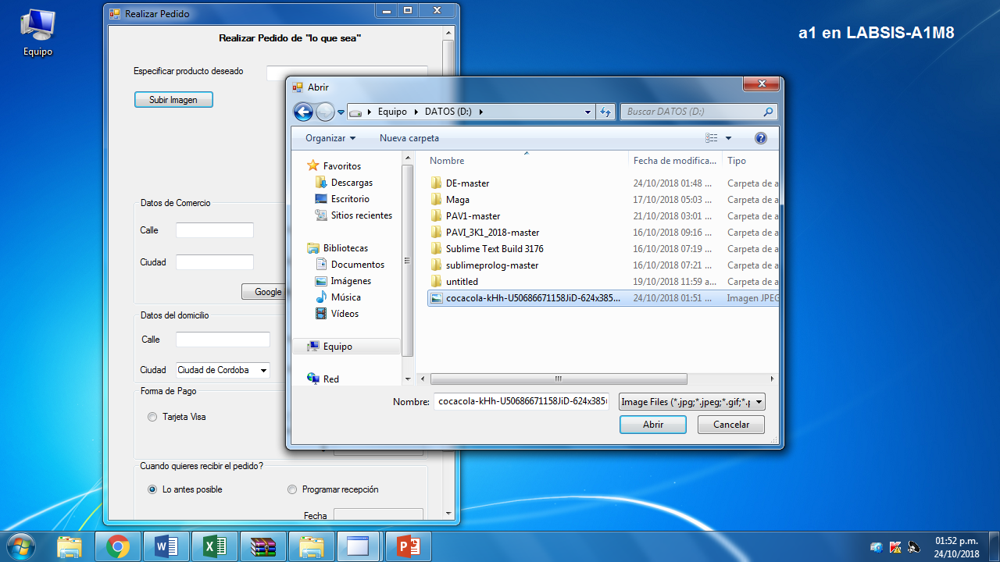 Equipo
a1 en LABSIS-A1M8
Realizar Pedido
Realizar Pedido de "lo que sea"
Especificar producto deseado
Subir Imagen
Datos de Comercio
Calle
Ciudad
Google
Datos del domicilio
Calle
Ciudad
Ciudad de Cordoba
Forma de Pago
Tarjeta Visa
Cuando quieres recibir el pedido?
Lo antes posible
Programar recepción
Fecha
Abrir
Equipo
DATOS (D:)
Buscar DATOS (D:)
Organizar
Nueva carpeta
Favoritos
Descargas
Escritorio
Sitios recientes
Bibliotecas
Documentos
Imágenes
Música
Vídeos
Equipo
Red
Nombre Fecha de modifica... Tipo
DE-master 24/10/2018 01:48 ... Carpeta de a
Maga 17/10/2018 05:03 ... Carpeta de a
PAV1-master 21/10/2018 03:01 ... Carpeta de a
PAVI_3K1_2018-master 16/10/2018 09:16 ... Carpeta de a
Sublime Text Build 3176 16/10/2018 07:19 ... Carpeta de a
sublimeprolog-master 16/10/2018 07:21 ... Carpeta de a
untitled 19/10/2018 11:59 a... Carpeta de a
cocacola-kHh-U50686671158JiD-624x385... 24/10/2018 01:51 ... Imagen JPEG
Nombre: cocacola-kHh-U50686671158JiD-624x385
Image Files (*.jpg;*.jpeg;*.gif;*.p
Abrir
Cancelar
01:52 p.m.
24/10/2018